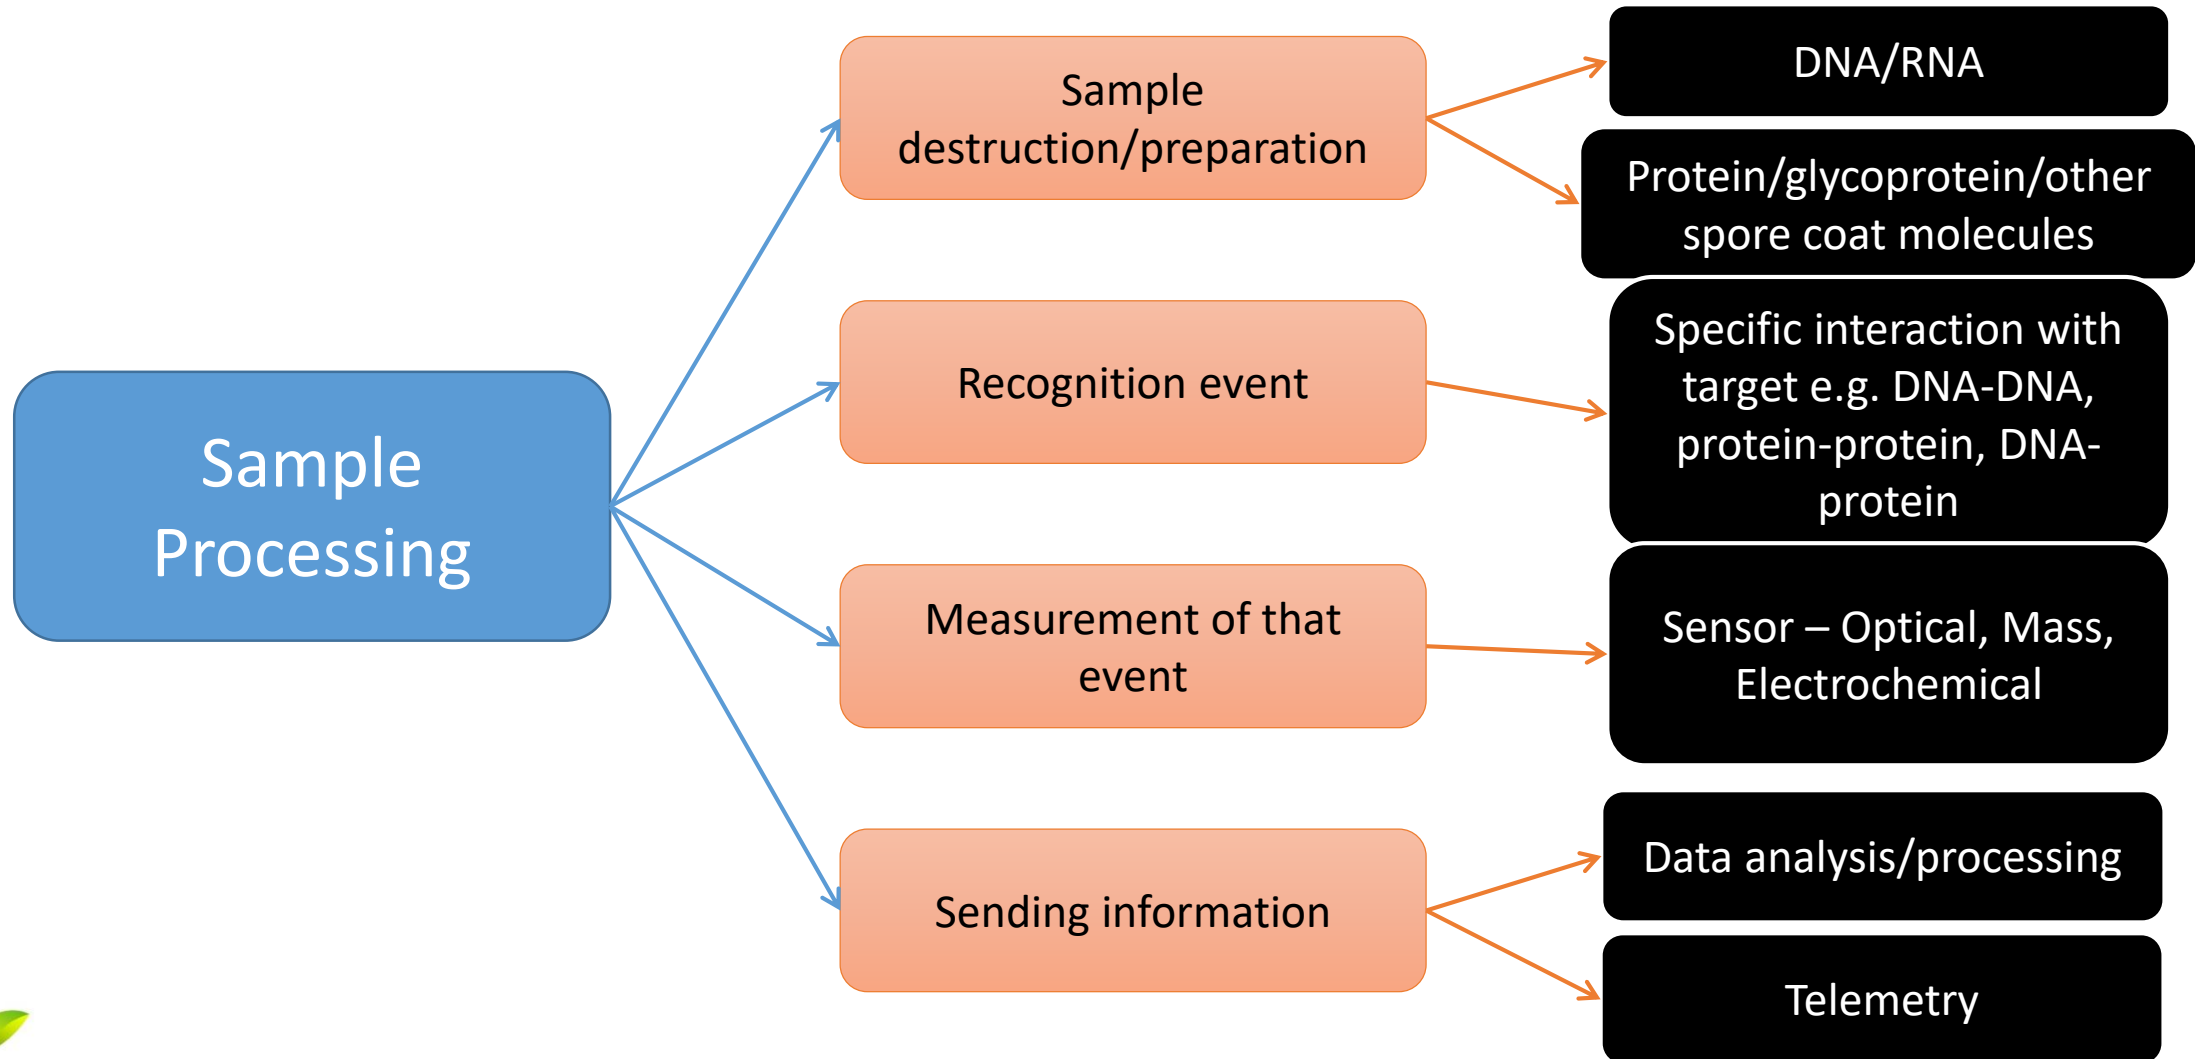 Sample
Processing
Sample
destruction/preparation
Recognition event
Measurement of that
event
Sending information
DNA/RNA
Protein/glycoprotein/other
spore coat molecules
Specific interaction with
target e.g. DNA-DNA,
protein-protein, DNA-
protein
Sensor – Optical, Mass,
Electrochemical
Data analysis/processing
Telemetry